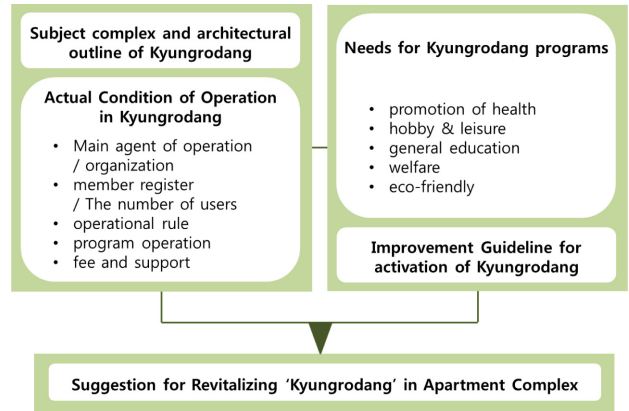 Subject complex and architectural
outline of Kyungrodang
Actual Condition of Operation
in Kyungrodang
• Main agent of operation
/ organization
• member register
/ The number of users
• operational rule
• program operation
• fee and support
Needs for Kyungrodang programs
• promotion of health
• hobby & leisure
• general education
• welfare
• eco-friendly
Improvement Guideline for
activation of Kyungrodang
Suggestion for Revitalizing ‘Kyungrodang’ in Apartment Complex